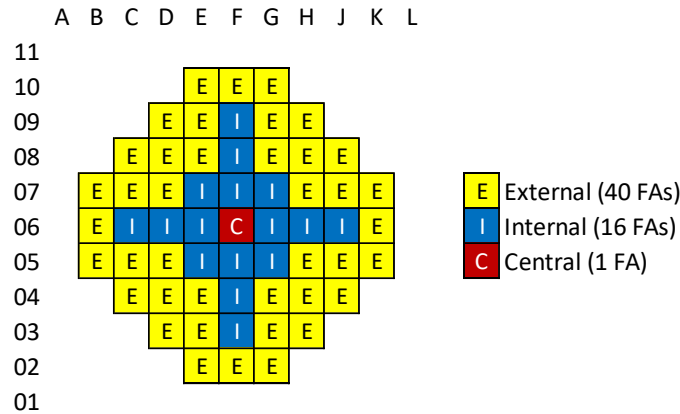 A B C D E F G H J K L
11
10 E E E
09 E E I E E
08 E E E I E E E
07 E E E I I I E E E E External (40 FAs)
06 E I I I C I I I E I Internal (16 FAs)
05 E E E I I I E E E C Central (1 FA)
04 E E E I E E E
03 E E I E E
02 E E E
01